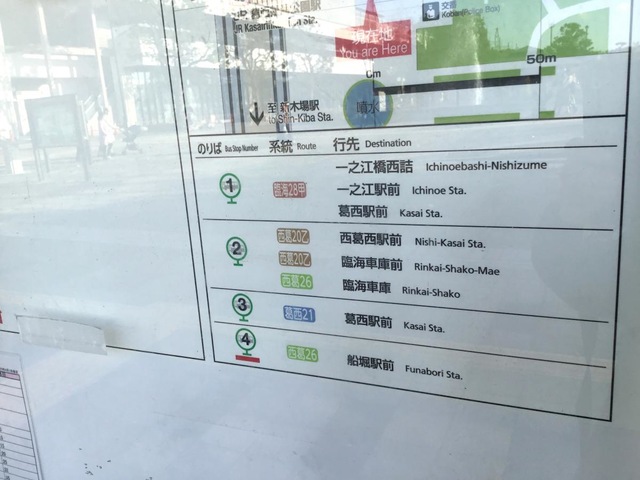 JR Kasairin
Sta.
現在地
You are Here
交番
Koban(Police Box)
0m
50m
噴水
至 新木場駅
to Shin-Kiba Sta.
のりば Bus Stop Number 系統 Route 行先 Destination
1 臨海28甲 一之江橋西詰 Ichinoebashi-Nishizume
一之江駅前 Ichinoe Sta.
葛西駅前 Kasai Sta.
2 西葛20乙 西葛西駅前 Nishi-Kasai Sta.
西葛20乙 臨海車庫前 Rinkai-Shako-Mae
西葛26 臨海車庫 Rinkai-Shako
3 葛西21 葛西駅前 Kasai Sta.
4 西葛26 船堀駅前 Funabori Sta.